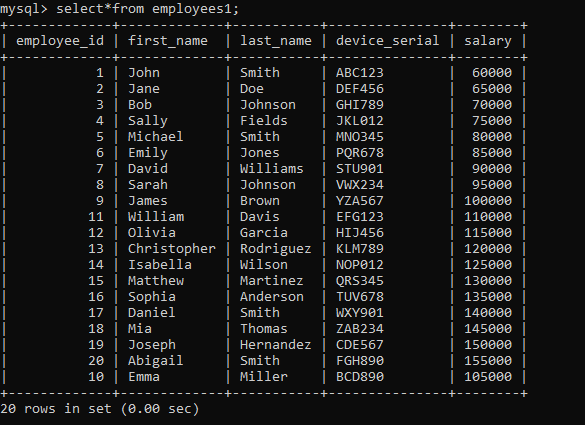 mysql> select*from employees1;
+-------------+-------------+-----------+---------------+--------+
| employee_id | first_name  | last_name | device_serial | salary |
+-------------+-------------+-----------+---------------+--------+
|           1 | John        | Smith     | ABC123        |  60000 |
|           2 | Jane        | Doe       | DEF456        |  65000 |
|           3 | Bob         | Johnson   | GHI789        |  70000 |
|           4 | Sally       | Fields    | JKL012        |  75000 |
|           5 | Michael     | Smith     | MNO345        |  80000 |
|           6 | Emily       | Jones     | PQR678        |  85000 |
|           7 | David       | Williams  | STU901        |  90000 |
|           8 | Sarah       | Johnson   | VWX234        |  95000 |
|           9 | James       | Brown     | YZA567        | 100000 |
|          11 | William     | Davis     | EFG123        | 110000 |
|          12 | Olivia      | Garcia    | HIJ456        | 115000 |
|          13 | Christopher | Rodriguez | KLM789        | 120000 |
|          14 | Isabella    | Wilson    | NOP012        | 125000 |
|          15 | Matthew     | Martinez  | QRS345        | 130000 |
|          16 | Sophia      | Anderson  | TUV678        | 135000 |
|          17 | Daniel      | Smith     | WXY901        | 140000 |
|          18 | Mia         | Thomas    | ZAB234        | 145000 |
|          19 | Joseph      | Hernandez | CDE567        | 150000 |
|          20 | Abigail     | Smith     | FGH890        | 155000 |
|          10 | Emma        | Miller    | BCD890        | 105000 |
+-------------+-------------+-----------+---------------+--------+
20 rows in set (0.00 sec)